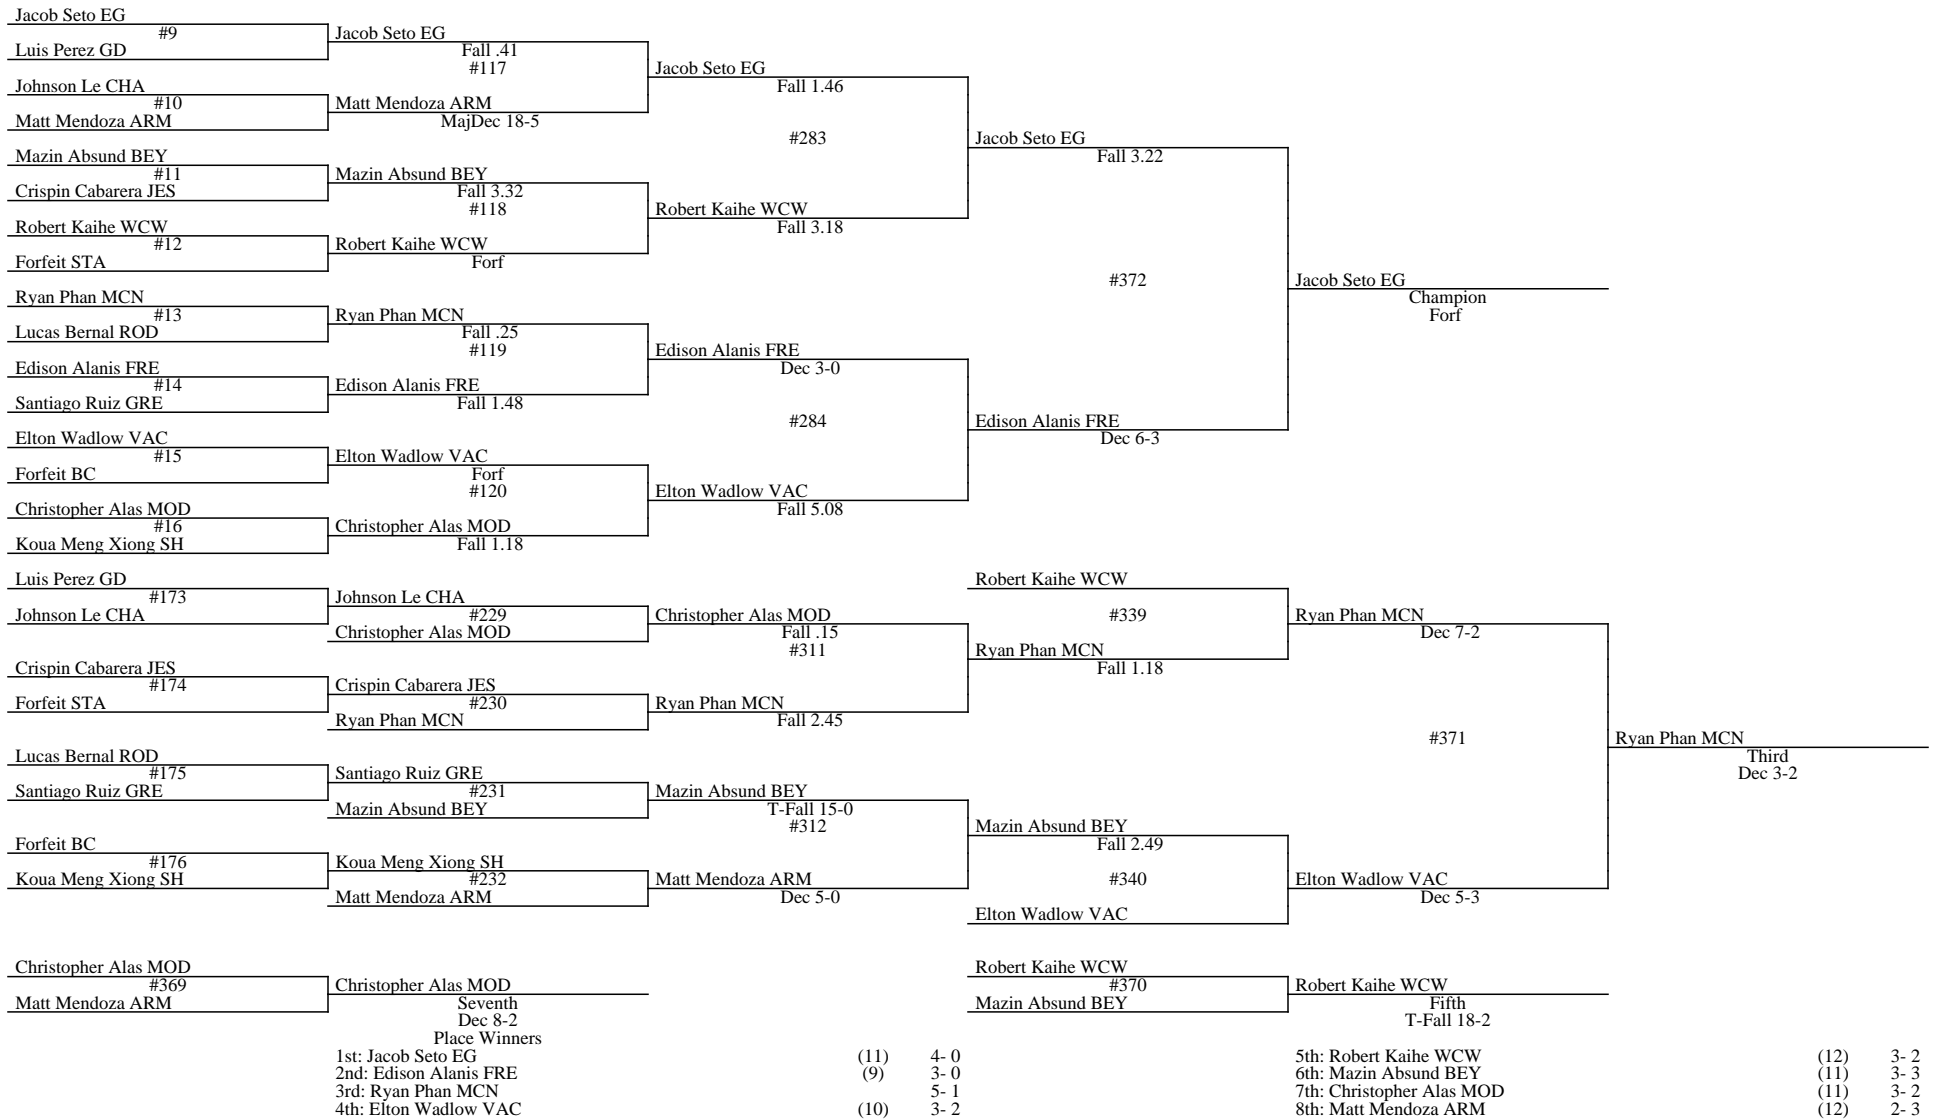 Jacob Seto EG
#9
Luis Perez GD
Jacob Seto EG
Fall .41
#117
Johnson Le CHA
#10
Matt Mendoza ARM
Matt Mendoza ARM
MajDec 18-5
Jacob Seto EG
Fall 1.46
#283
Mazin Absund BEY
#11
Crispin Cabarera JES
Mazin Absund BEY
Fall 3.32
#118
Robert Kaihe WCW
#12
Forfeit STA
Robert Kaihe WCW
Forf
Robert Kaihe WCW
Fall 3.18
Jacob Seto EG
Fall 3.22
#372
Ryan Phan MCN
#13
Lucas Bernal ROD
Ryan Phan MCN
Fall .25
#119
Edison Alanis FRE
#14
Santiago Ruiz GRE
Edison Alanis FRE
Fall 1.48
Edison Alanis FRE
Dec 3-0
#284
Elton Wadlow VAC
#15
Forfeit BC
Elton Wadlow VAC
Forf
#120
Christopher Alas MOD
#16
Koua Meng Xiong SH
Christopher Alas MOD
Fall 1.18
Elton Wadlow VAC
Fall 5.08
Edison Alanis FRE
Dec 6-3
Jacob Seto EG
Champion
Forf
Luis Perez GD
#173
Johnson Le CHA
Johnson Le CHA
#229
Christopher Alas MOD
Christopher Alas MOD
Fall .15
#311
Crispin Cabarera JES
#174
Forfeit STA
Crispin Cabarera JES
#230
Ryan Phan MCN
Ryan Phan MCN
Fall 2.45
Robert Kaihe WCW
#339
Ryan Phan MCN
Fall 1.18
Ryan Phan MCN
Dec 7-2
#371
Lucas Bernal ROD
#175
Santiago Ruiz GRE
Santiago Ruiz GRE
#231
Mazin Absund BEY
Mazin Absund BEY
T-Fall 15-0
#312
Forfeit BC
#176
Koua Meng Xiong SH
Koua Meng Xiong SH
#232
Matt Mendoza ARM
Matt Mendoza ARM
Dec 5-0
Mazin Absund BEY
Fall 2.49
#340
Elton Wadlow VAC
Elton Wadlow VAC
Dec 5-3
Ryan Phan MCN
Third
Dec 3-2
Christopher Alas MOD
#369
Matt Mendoza ARM
Christopher Alas MOD
Seventh
Dec 8-2
Robert Kaihe WCW
#370
Mazin Absund BEY
Robert Kaihe WCW
Fifth
T-Fall 18-2
Place Winners
1st: Jacob Seto EG (11) 4- 0
2nd: Edison Alanis FRE (9) 3- 0
3rd: Ryan Phan MCN 5- 1
4th: Elton Wadlow VAC (10) 3- 2
5th: Robert Kaihe WCW (12) 3- 2
6th: Mazin Absund BEY (11) 3- 3
7th: Christopher Alas MOD (11) 3- 2
8th: Matt Mendoza ARM (12) 2- 3